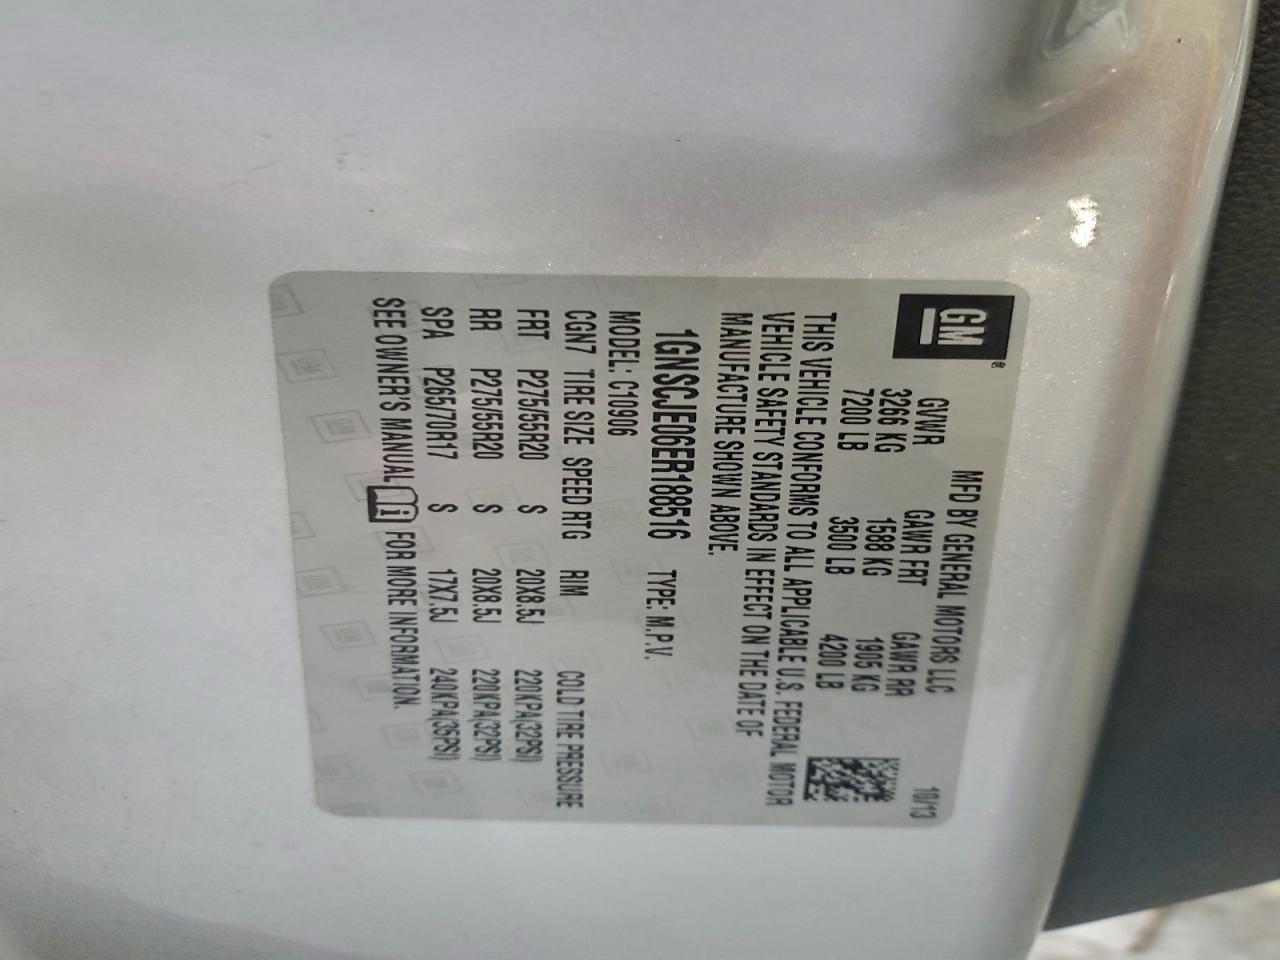 GM®
MFD BY GENERAL MOTORS LLC 10/13
GVWR GAWR FRT GAWR RR
3266 KG 1588 KG 1905 KG
7200 LB 3500 LB 4200 LB
THIS VEHICLE CONFORMS TO ALL APPLICABLE U.S. FEDERAL MOTOR
VEHICLE SAFETY STANDARDS IN EFFECT ON THE DATE OF
MANUFACTURE SHOWN ABOVE.
1GNSCJE06ER188516 TYPE: M.P.V.
MODEL: C10906
CGN7 TIRE SIZE SPEED RTG RIM COLD TIRE PRESSURE
FRT P275/55R20 S 20X8.5J 220KPA(32PSI)
RR P275/55R20 S 20X8.5J 220KPA(32PSI)
SPA P265/70R17 S 17X7.5J 240KPA(35PSI)
SEE OWNER'S MANUAL i FOR MORE INFORMATION.